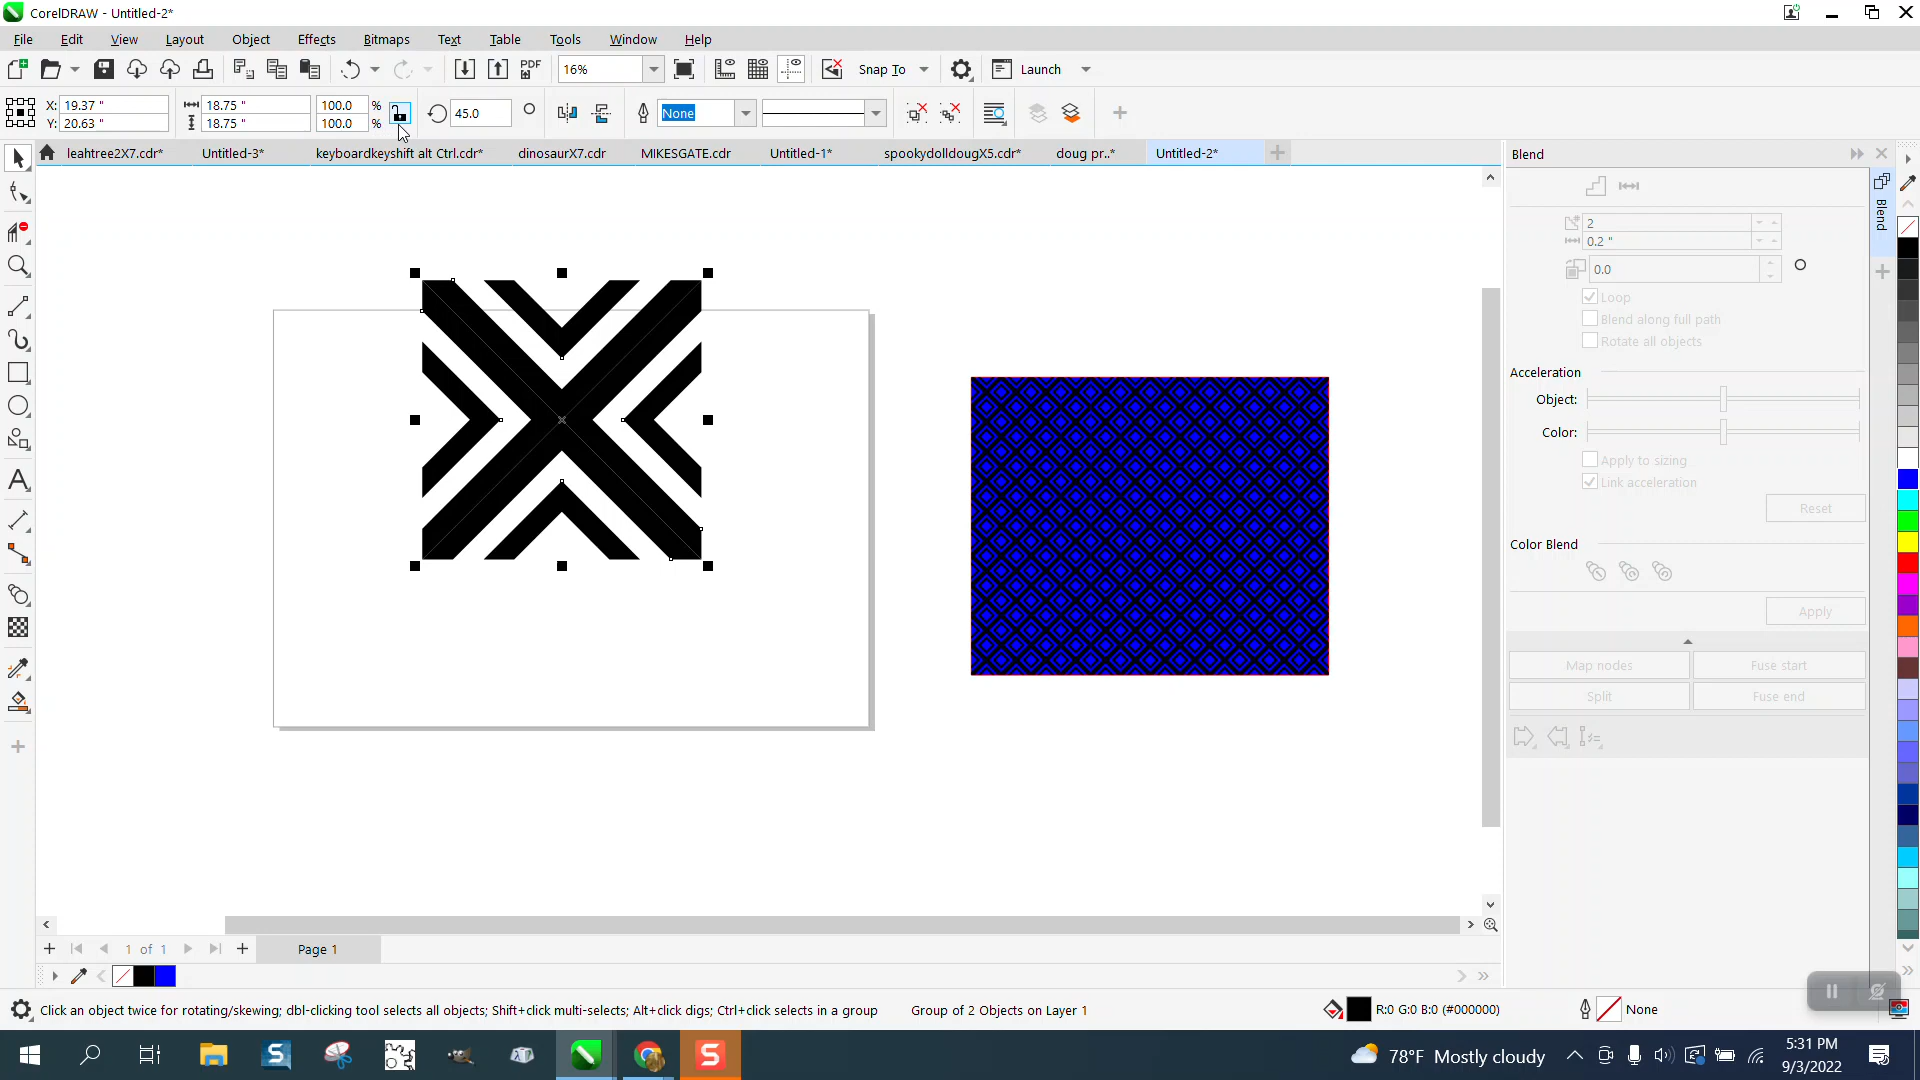 CorelDRAW - Untitled-2*
File Edit View Layout Object Effects Bitmaps Text Table Tools Window Help
PDF 16% Snap To Launch
X: 19.37 " 18.75 " 100.0 % 45.0 None
Y: 20.63 " 18.75 " 100.0 %
leahtree2X7.cdr* Untitled-3* keyboardkeyshift alt Ctrl.cdr* dinosaurX7.cdr MIKESGATE.cdr Untitled-1* spookydolldougX5.cdr* doug pr..* Untitled-2*
Blend
Blend
2
0.2 "
0.0
Loop
Blend along full path
Rotate all objects
Acceleration
Object:
Color:
Apply to sizing
Link acceleration
Reset
Color Blend
Apply
Map nodes Fuse start
Split Fuse end
1 of 1 Page 1
Click an object twice for rotating/skewing; dbl-clicking tool selects all objects; Shift+click multi-selects; Alt+click digs; Ctrl+click selects in a group Group of 2 Objects on Layer 1 R:0 G:0 B:0 (#000000) None
78°F Mostly cloudy
5:31 PM
9/3/2022